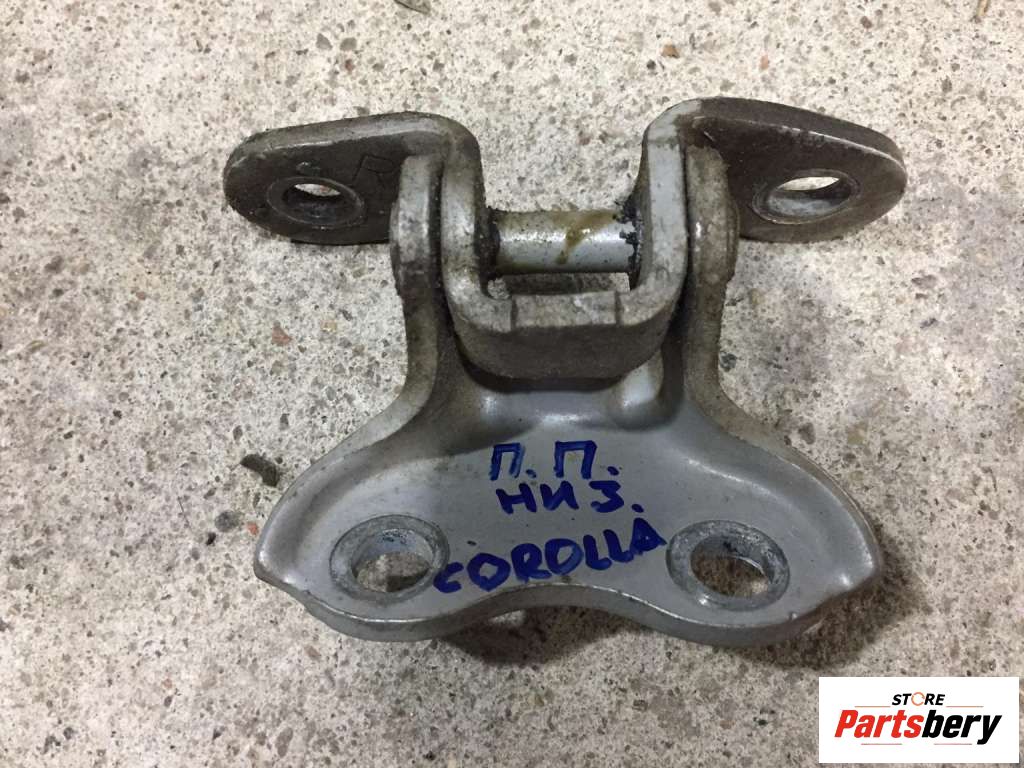 R
П.П.
НИЗ.
COROLLA
STORE
Partsbery